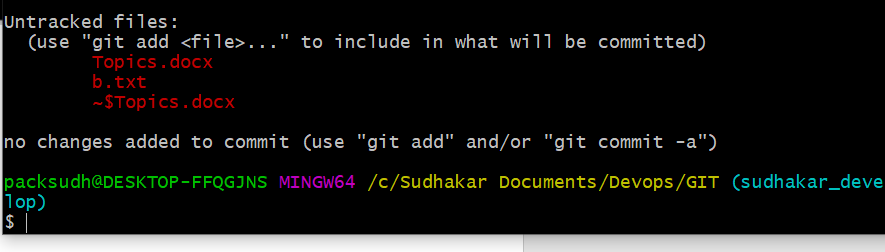 Untracked files:
  (use "git add <file>..." to include in what will be committed)
        Topics.docx
        b.txt
        ~$Topics.docx

no changes added to commit (use "git add" and/or "git commit -a")

packsudh@DESKTOP-FFQGJNS MINGW64 /c/Sudhakar Documents/Devops/GIT (sudhakar_deve
lop)
$